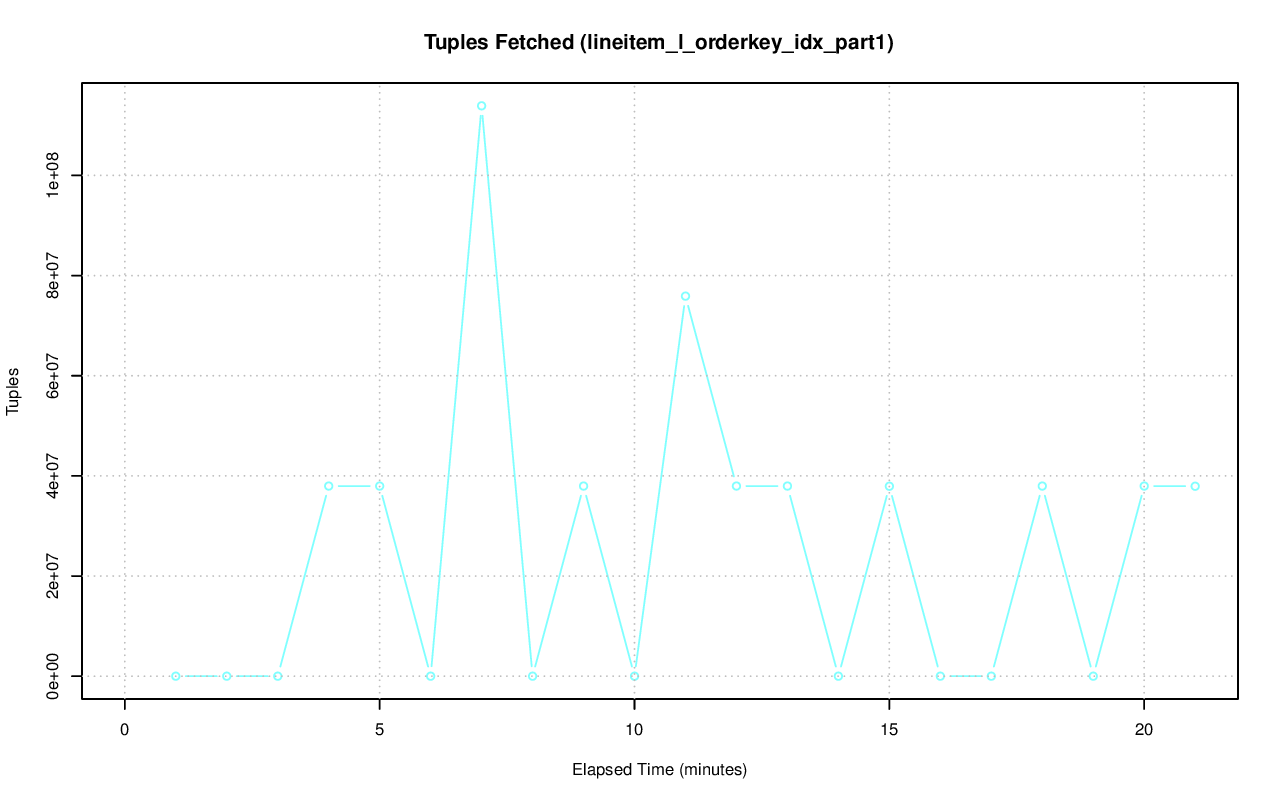 Tuples Fetched (lineitem_l_orderkey_idx_part1)
1e+08
8e+07
6e+07
4e+07
2e+07
0e+00
Tuples
0 5 10 15 20
Elapsed Time (minutes)